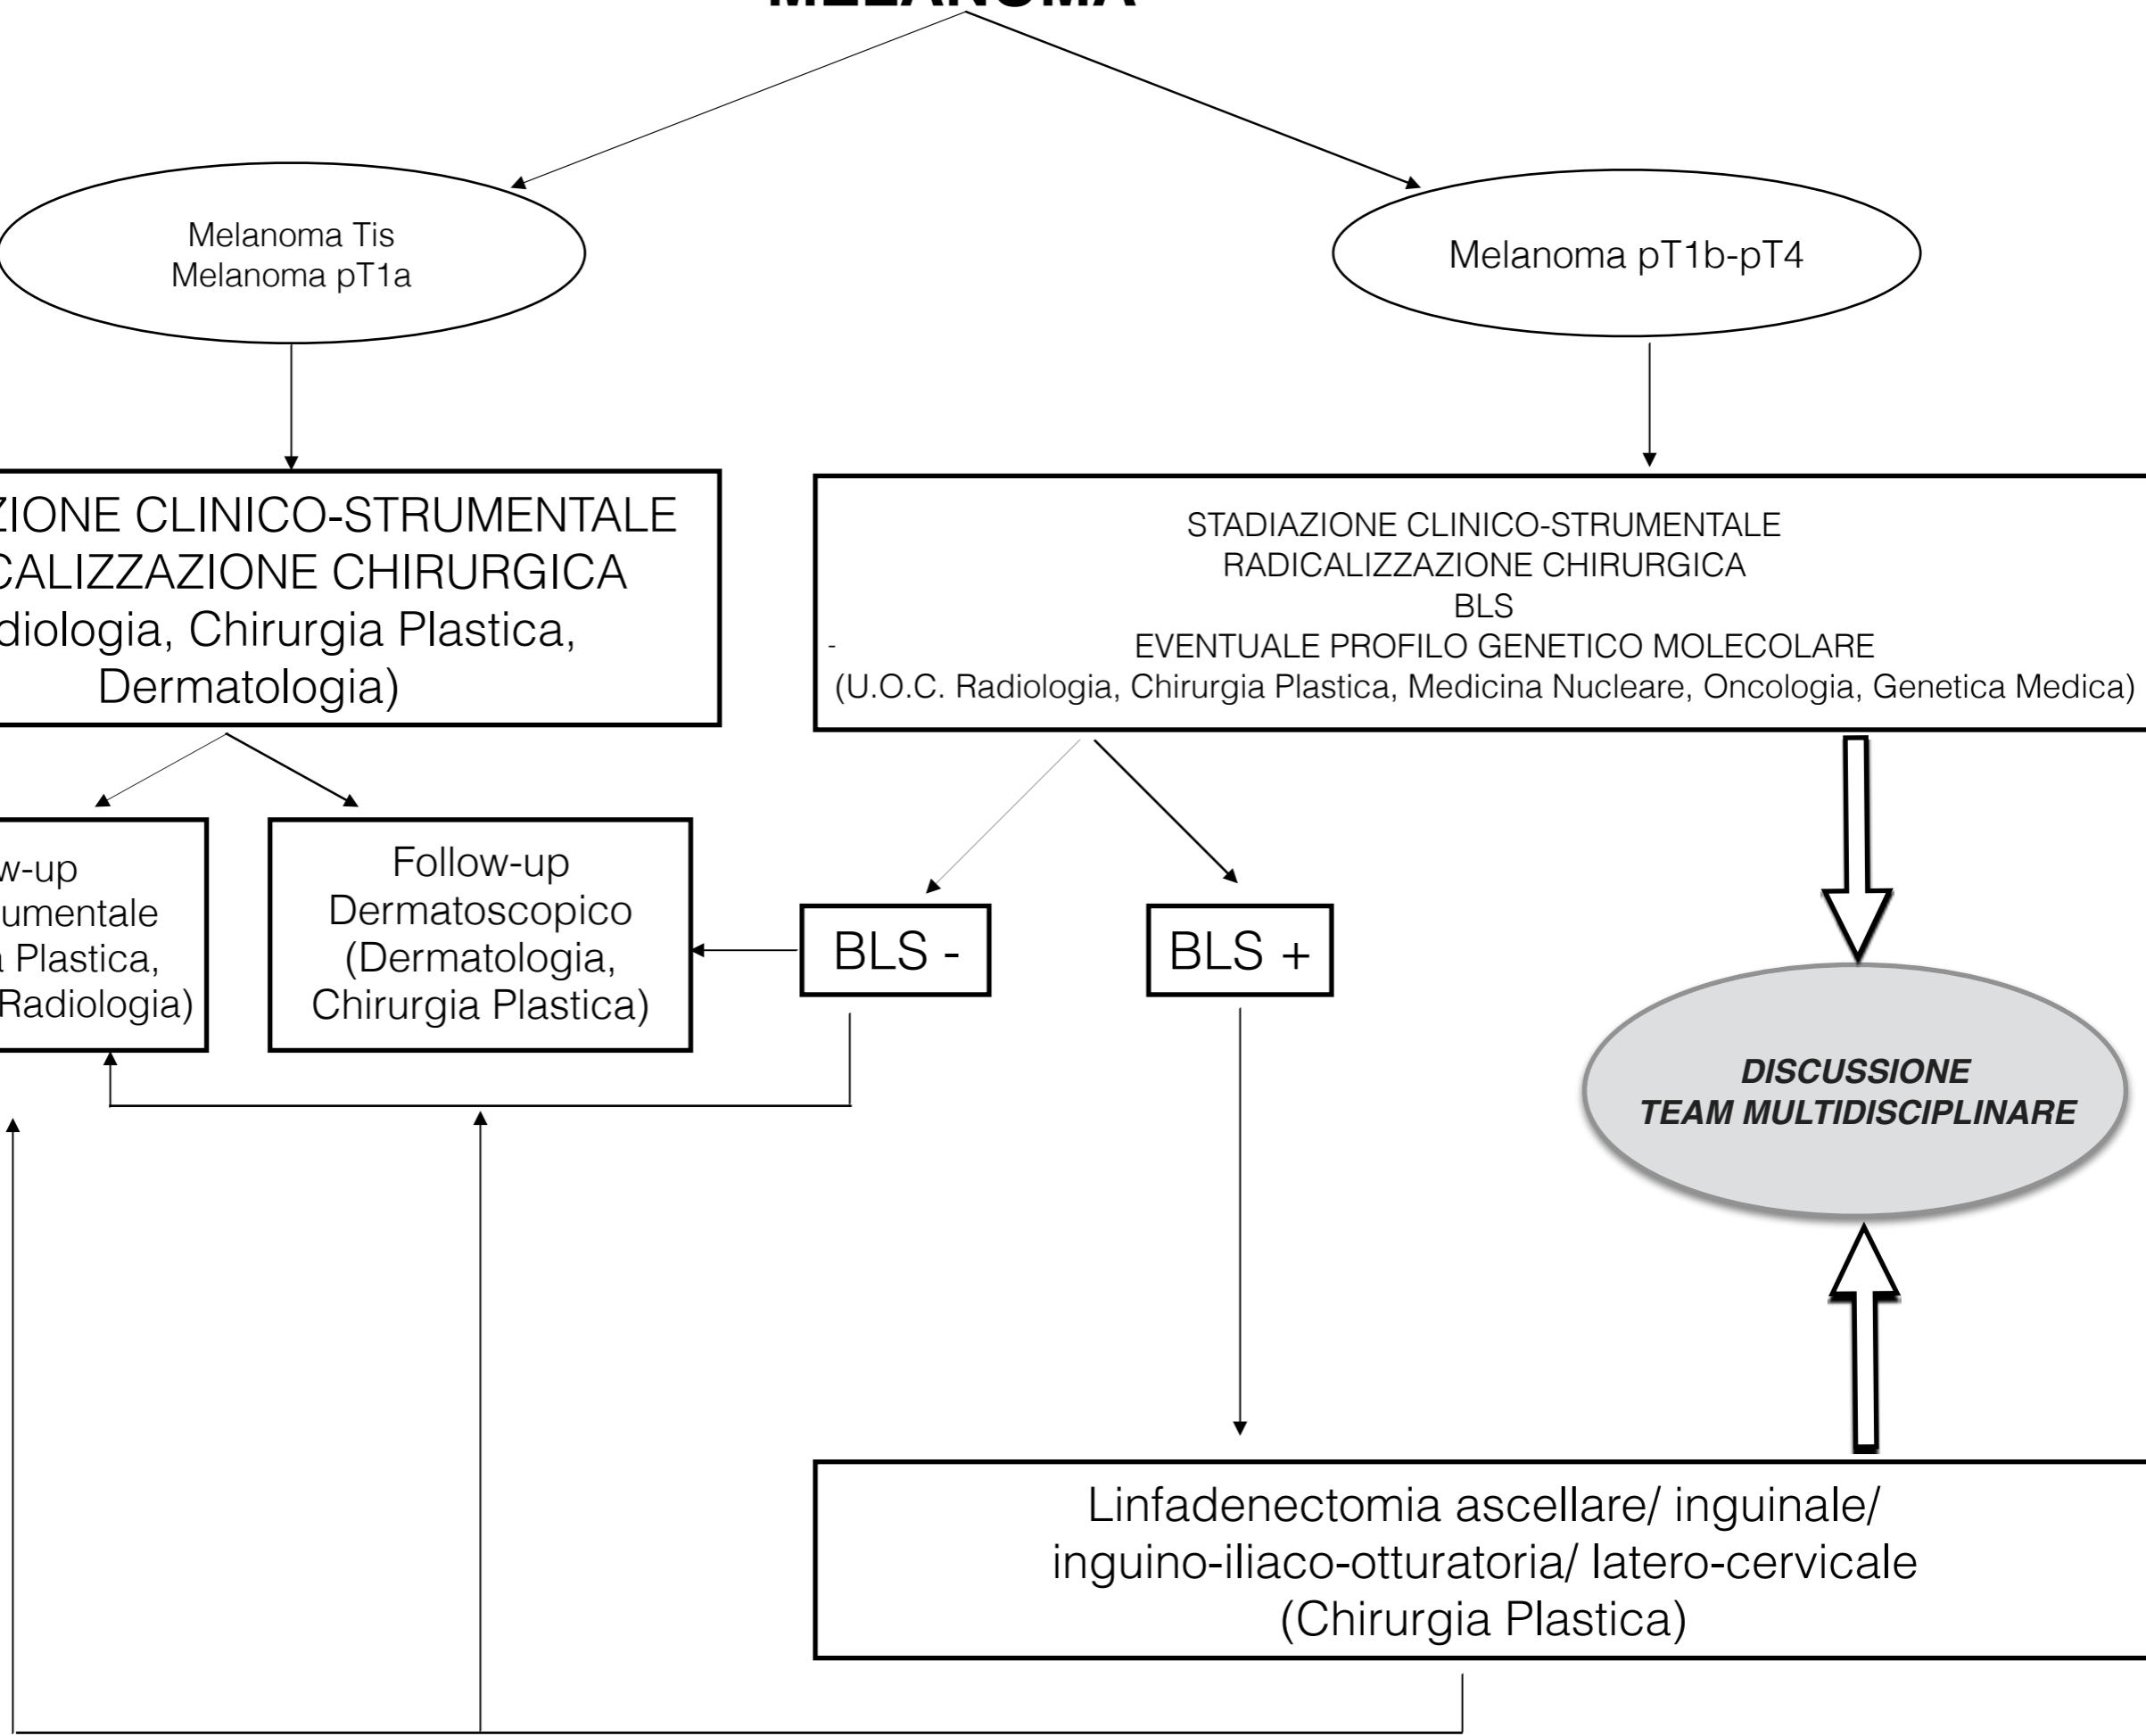 MELANOMA
Melanoma Tis
Melanoma pT1a
Melanoma pT1b-pT4
ZIONE CLINICO-STRUMENTALE
CALIZZAZIONE CHIRURGICA
diologia, Chirurgia Plastica,
Dermatologia)
STADIAZIONE CLINICO-STRUMENTALE
RADICALIZZAZIONE CHIRURGICA
BLS
- EVENTUALE PROFILO GENETICO MOLECOLARE
(U.O.C. Radiologia, Chirurgia Plastica, Medicina Nucleare, Oncologia, Genetica Medica)
w-up
umentale
a Plastica,
Radiologia)
Follow-up
Dermatoscopico
(Dermatologia,
Chirurgia Plastica)
BLS -
BLS +
DISCUSSIONE
TEAM MULTIDISCIPLINARE
Linfadenectomia ascellare/ inguinale/
inguino-iliaco-otturatoria/ latero-cervicale
(Chirurgia Plastica)